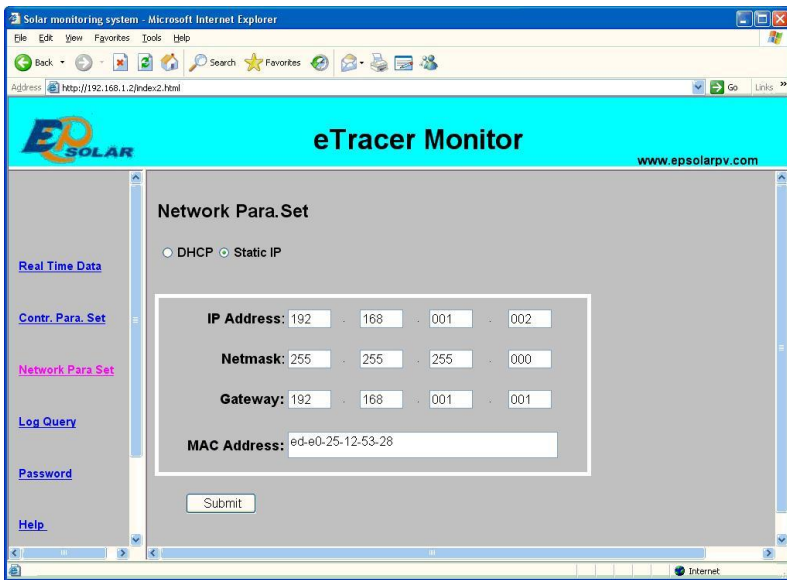 Solar monitoring system - Microsoft Internet Explorer
File Edit View Favorites Tools Help
Back Search Favorites
Address http://192.168.1.2/index2.html Go Links »
EP SOLAR
eTracer Monitor
www.epsolarpv.com
Network Para.Set
DHCP Static IP
Real Time Data
Contr. Para. Set
Network Para Set
Log Query
Password
Help
IP Address: 192 . 168 . 001 . 002
Netmask: 255 . 255 . 255 . 000
Gateway: 192 . 168 . 001 . 001
MAC Address: ed-e0-25-12-53-28
Submit
Internet